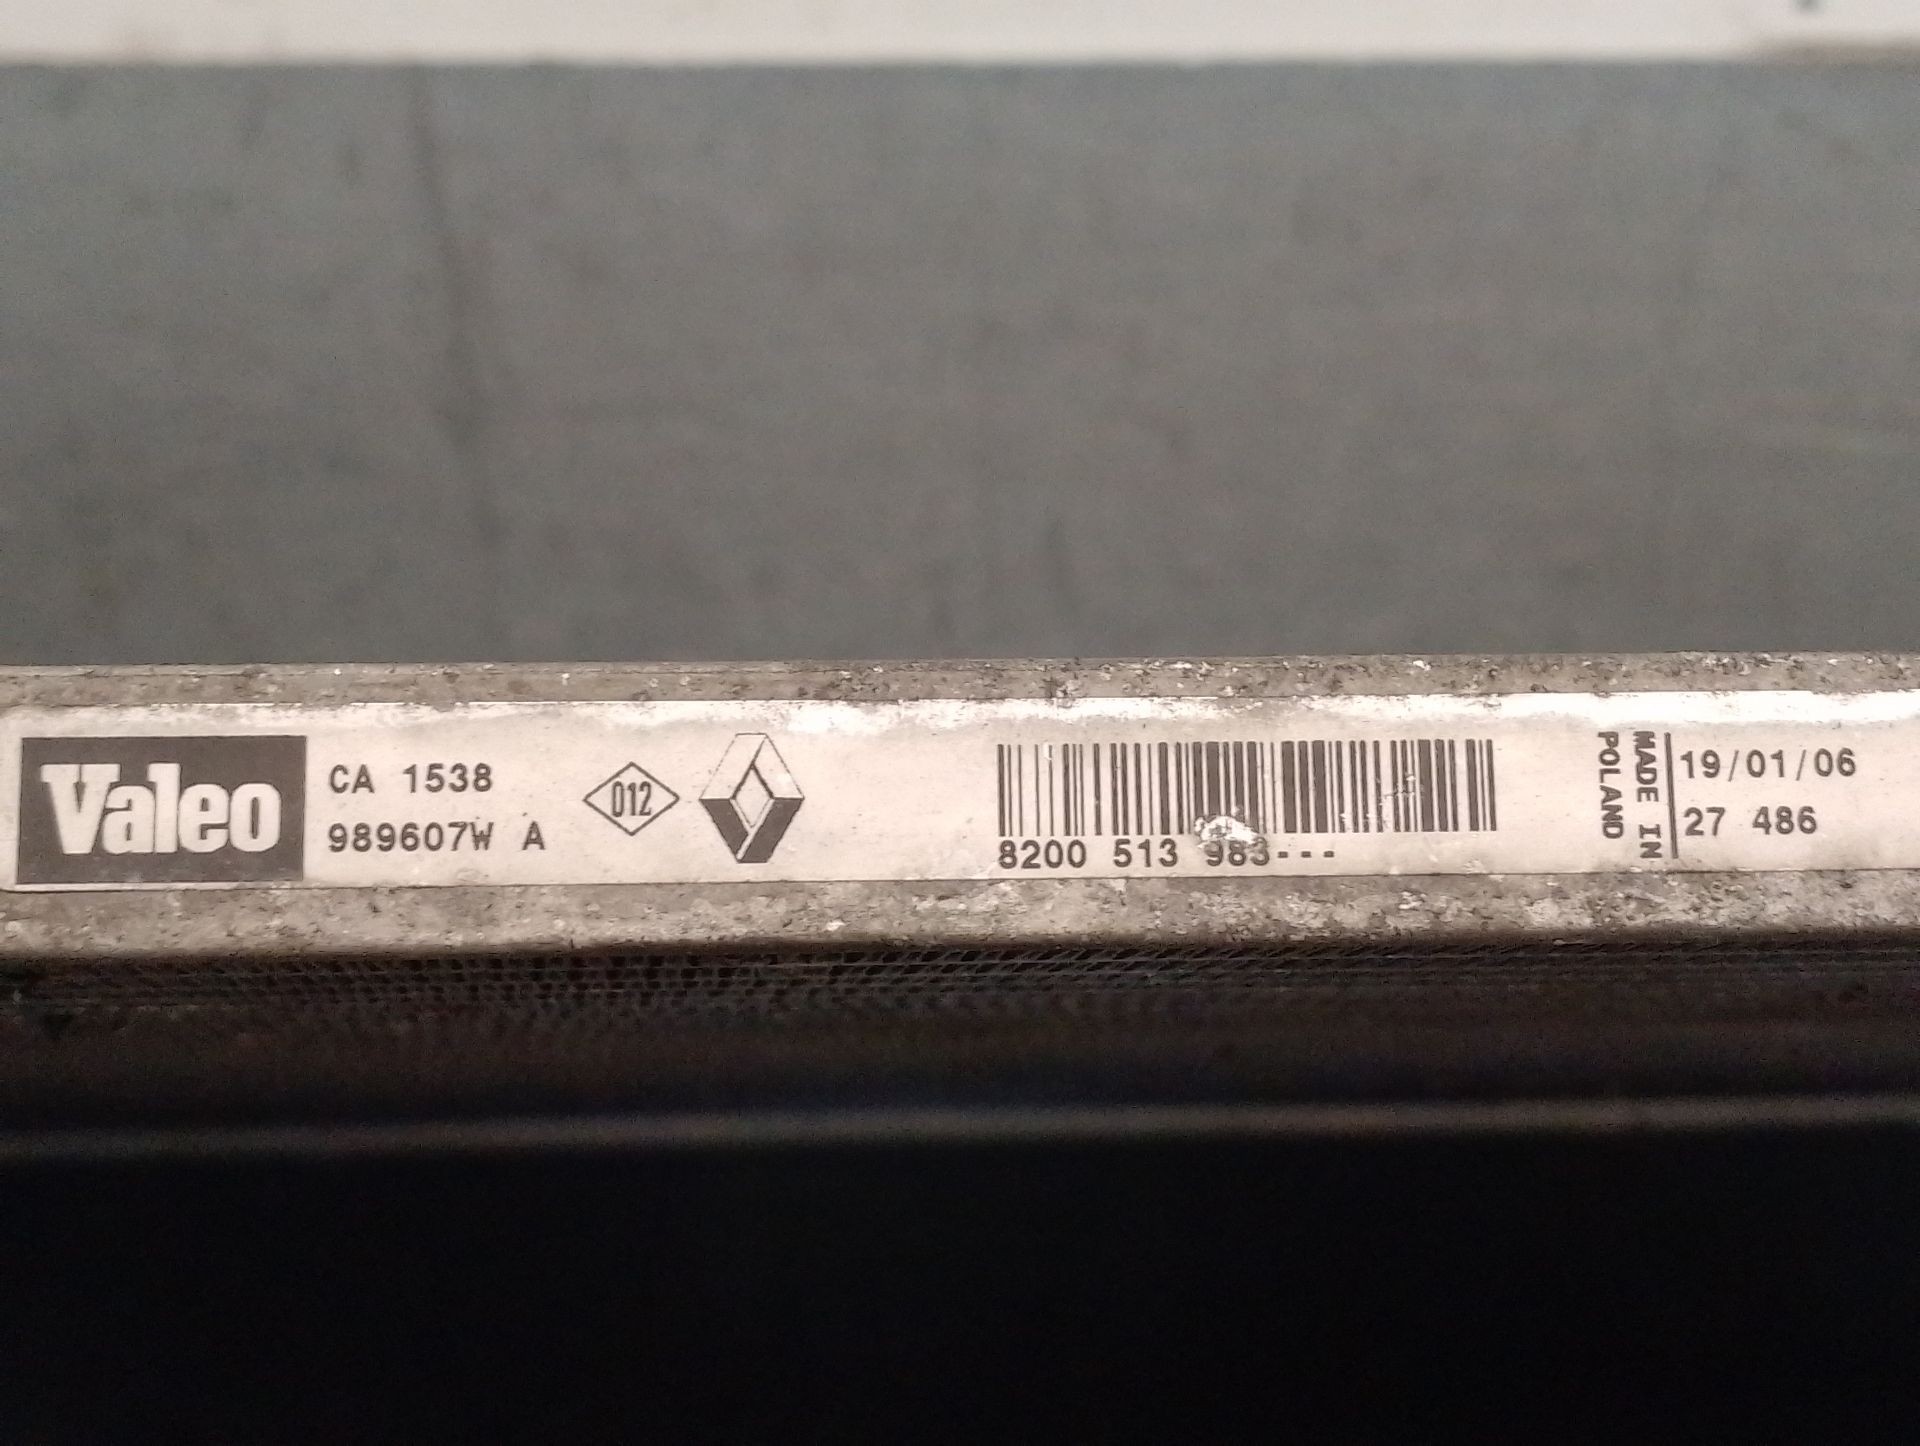 Valeo
CA 1538
989607W A
012
8200 513 983---
MADE IN
POLAND
19/01/06
27 486